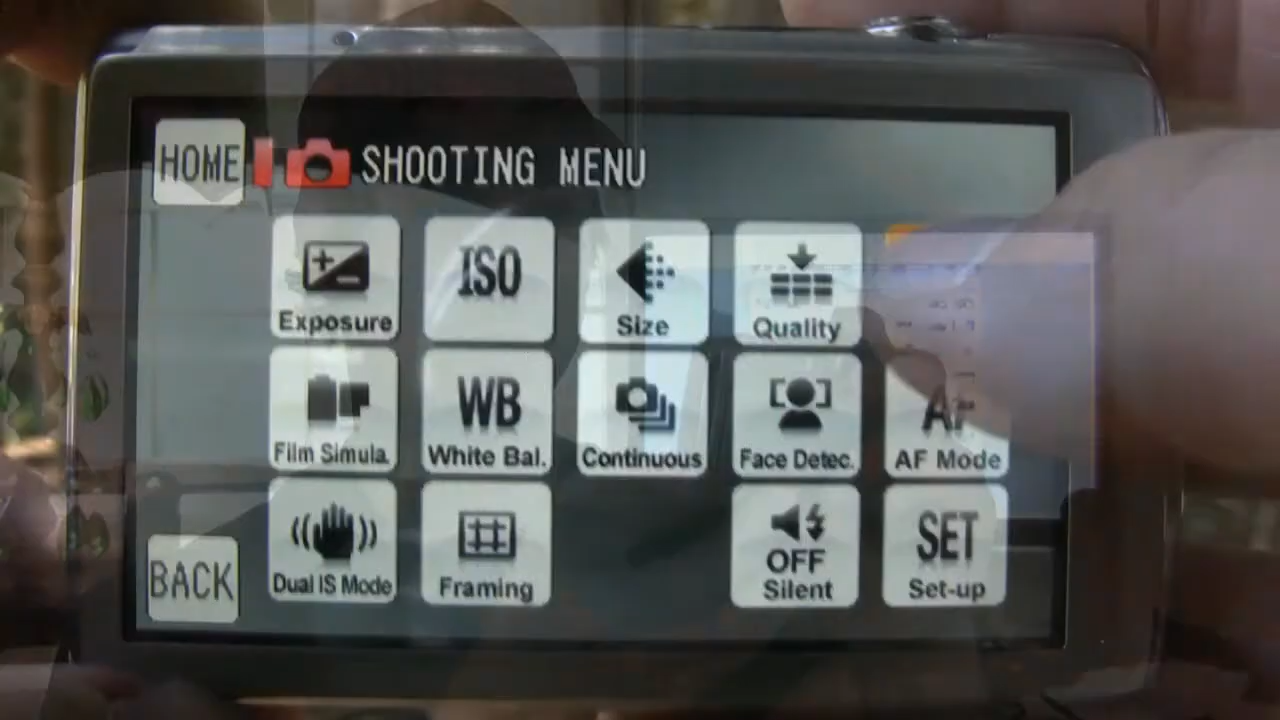 HOME SHOOTING MENU
Exposure
ISO
Size
Quality
Film Simula.
WB
White Bal.
Continuous
Face Detec.
AF
AF Mode
BACK
Dual IS Mode
Framing
OFF
Silent
SET
Set-up